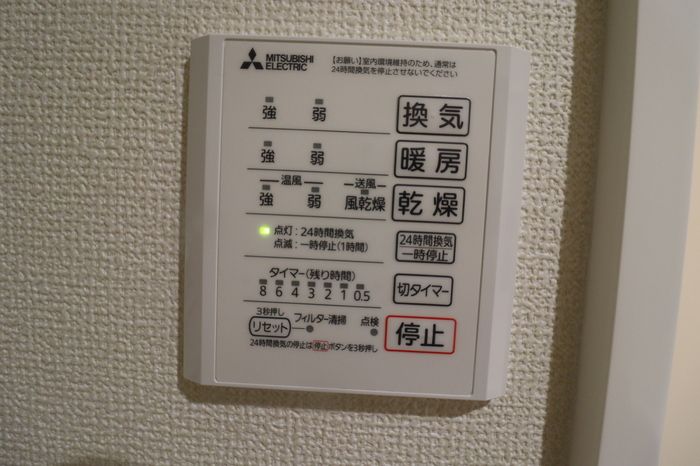 MITSUBISHI
ELECTRIC
【お願い】室内環境維持のため、通常は
24時間換気を停止させないでください
強 弱 換気
強 弱 暖房
温風 送風
強 弱 風乾燥 乾燥
点灯:24時間換気
点滅:一時停止(1時間)
24時間換気
一時停止
タイマー(残り時間)
8 6 4 3 2 1 0.5
切タイマー
3秒押し
リセット フィルター清掃 点検
停止
24時間換気の停止は停止ボタンを3秒押し